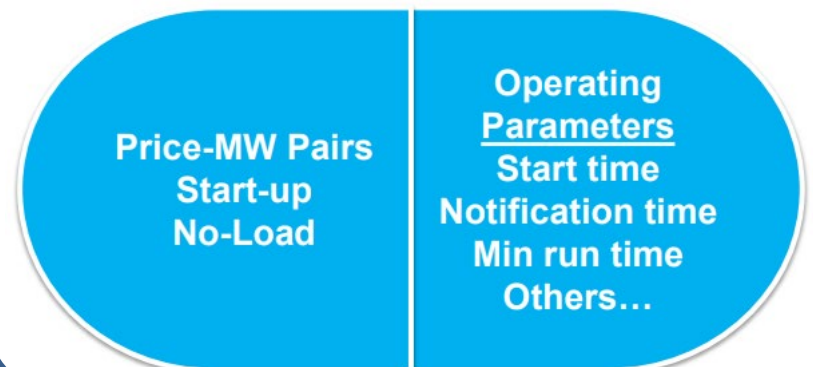 Price-MW Pairs
Start-up
No-Load
Operating
Parameters
Start time
Notification time
Min run time
Others…